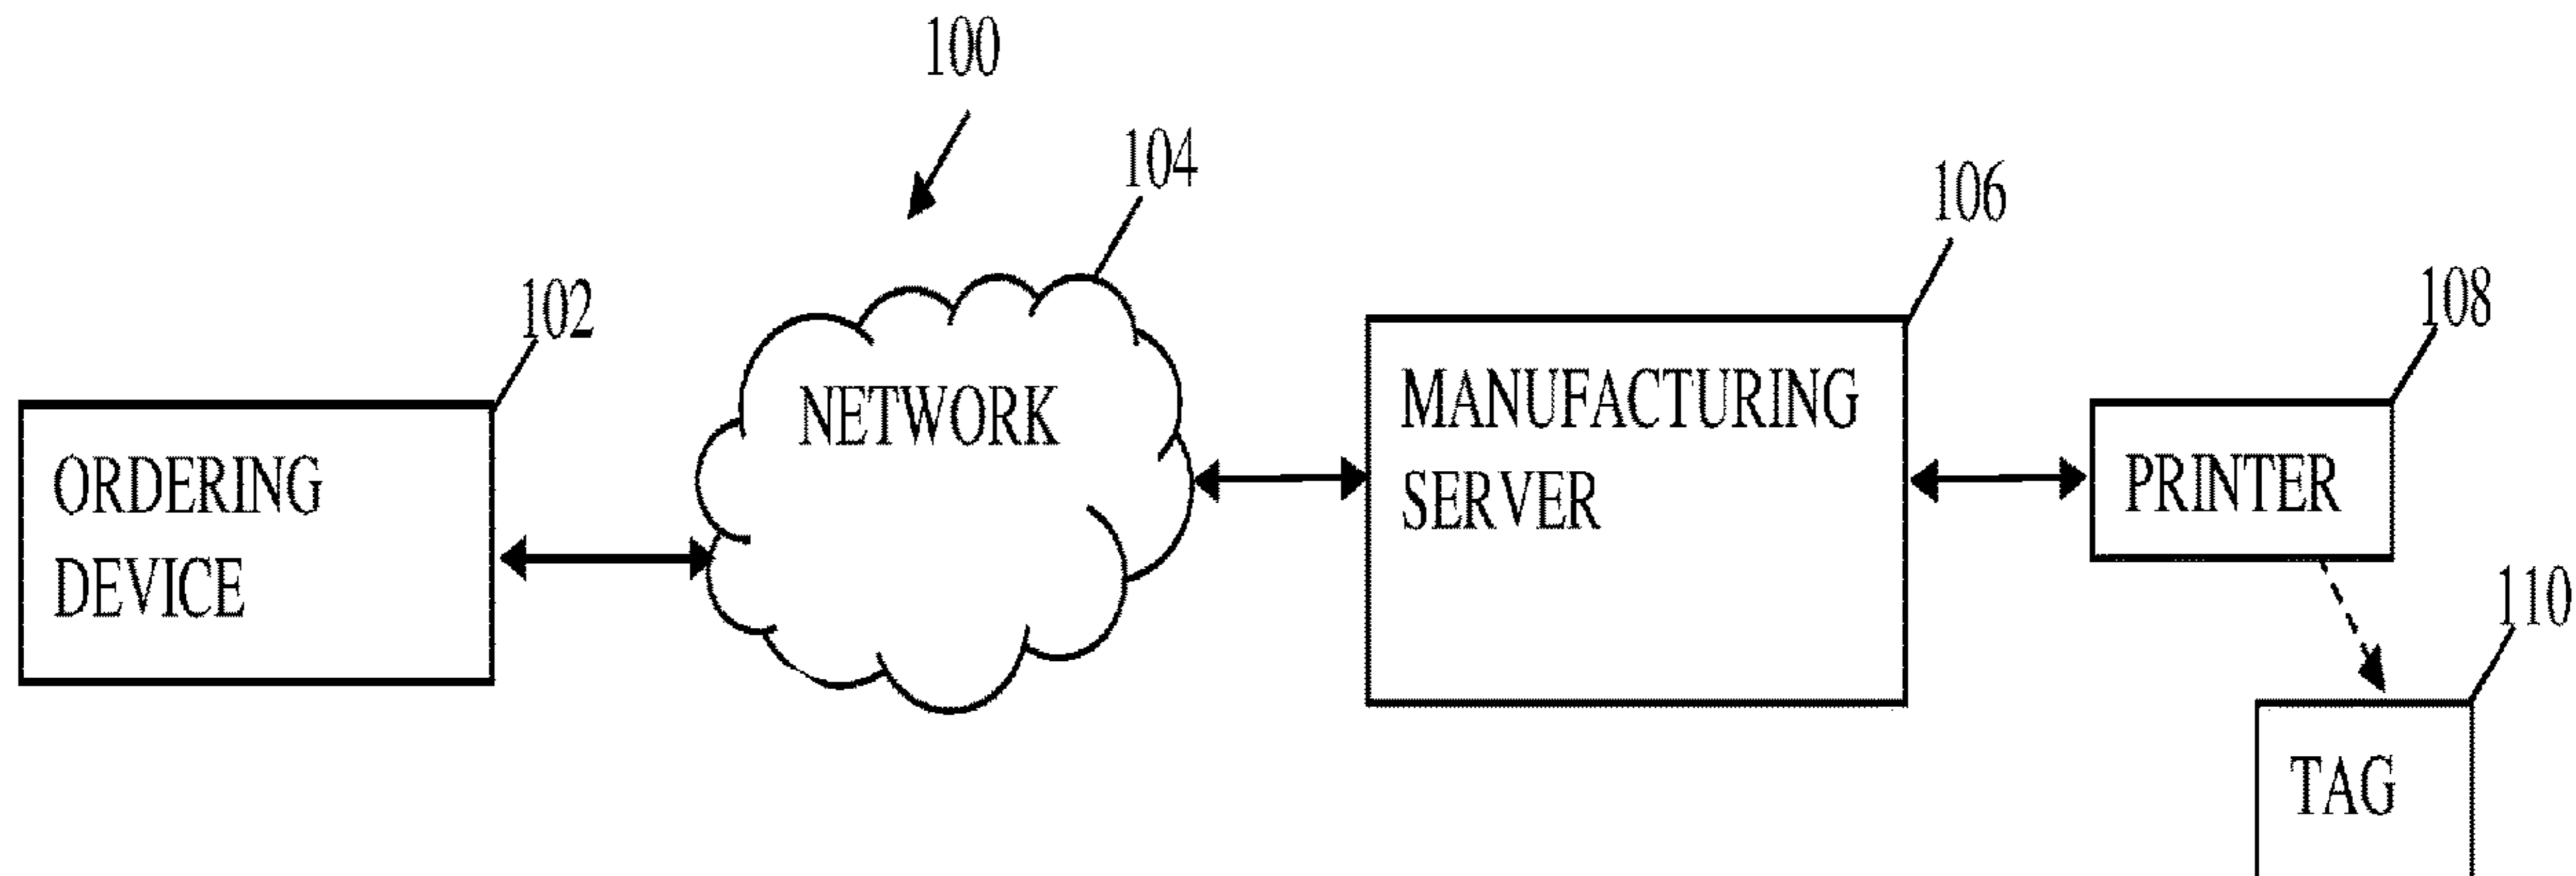 100
104
106
102
108
NETWORK
MANUFACTURING
SERVER
ORDERING
DEVICE
PRINTER
110
TAG